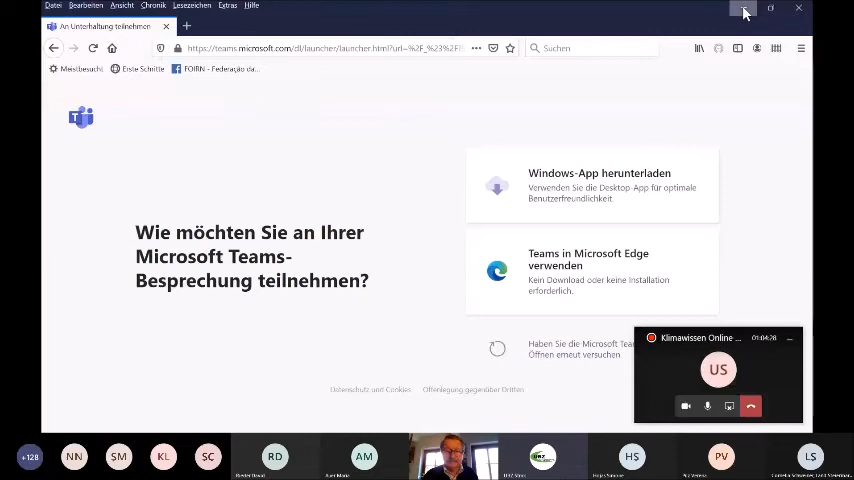 Datei Bearbeiten Ansicht Chronik Lesezeichen Extras Hilfe
An Unterhaltung teilnehmen
https://teams.microsoft.com/dl/launcher/launcher.html?url=%2F_%23%2Fl
Suchen
Meistbesucht Erste Schritte FOIRN - Federação da...
Windows-App herunterladen
Verwenden Sie die Desktop-App für optimale
Benutzerfreundlichkeit.
Wie möchten Sie an Ihrer
Microsoft Teams-
Besprechung teilnehmen?
Teams in Microsoft Edge
verwenden
Kein Download oder keine Installation
erforderlich.
Haben Sie die Microsoft Tea
Öffnen erneut versuchen
Datenschutz und Cookies Offenlegung gegenüber Dritten
Klimawissen Online ... 01:04:28
US
+128 NN SM KL SC RD AM UBZ HS PV LS
Rieder David